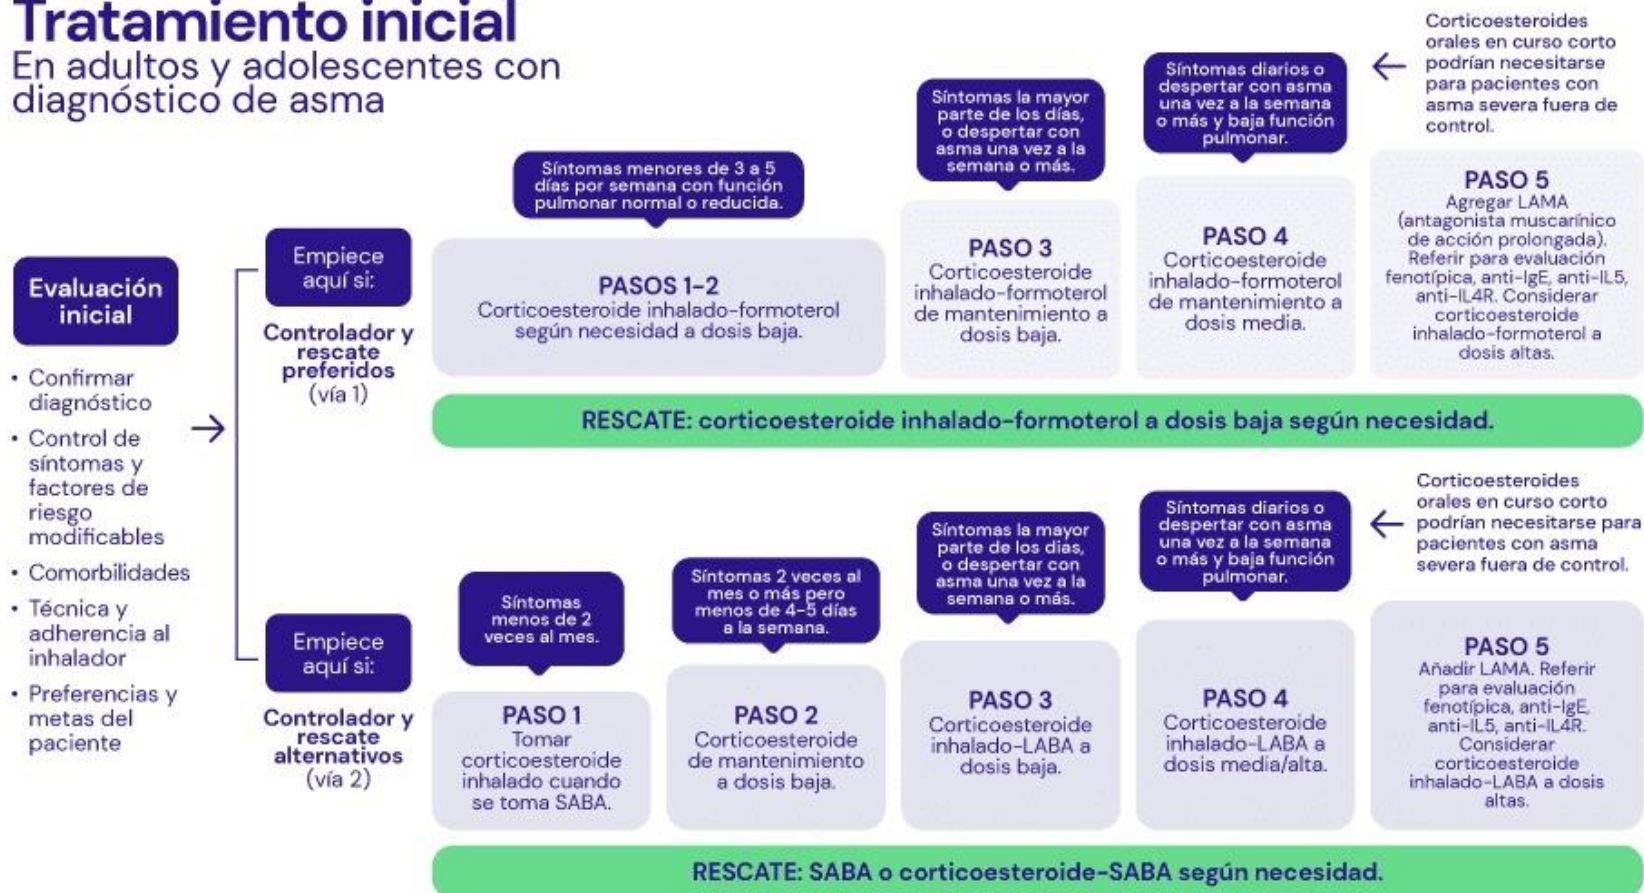 Tratamiento inicial
En adultos y adolescentes con
diagnóstico de asma
Evaluación
inicial
• Confirmar
diagnóstico
• Control de
síntomas y
factores de
riesgo
modificables
• Comorbilidades
• Técnica y
adherencia al
inhalador
• Preferencias y
metas del
paciente
Empiece
aquí si:
Controlador y
rescate
preferidos
(vía 1)
Síntomas menores de 3 a 5
días por semana con función
pulmonar normal o reducida.
PASOS 1-2
Corticoesteroide inhalado-formoterol
según necesidad a dosis baja.
Síntomas la mayor
parte de los días,
o despertar con
asma una vez a la
semana o más.
PASO 3
Corticoesteroide
inhalado-formoterol
de mantenimiento a
dosis baja.
Síntomas diarios o
despertar con asma
una vez a la semana
o más y baja función
pulmonar.
PASO 4
Corticoesteroide
inhalado-formoterol
de mantenimiento a
dosis media.
Corticoesteroides
orales en curso corto
podrían necesitarse
para pacientes con
asma severa fuera de
control.
PASO 5
Agregar LAMA
(antagonista muscarínico
de acción prolongada).
Referir para evaluación
fenotípica, anti-IgE, anti-IL5,
anti-IL4R. Considerar
corticoesteroide
inhalado-formoterol a
dosis altas.
RESCATE: corticoesteroide inhalado-formoterol a dosis baja según necesidad.
Empiece
aquí si:
Controlador y
rescate
alternativos
(vía 2)
Síntomas
menos de 2
veces al mes.
PASO 1
Tomar
corticoesteroide
inhalado cuando
se toma SABA.
Síntomas 2 veces al
mes o más pero
menos de 4-5 días
a la semana.
PASO 2
Corticoesteroide
de mantenimiento
a dosis baja.
Síntomas la mayor
parte de los dias,
o despertar con
asma una vez a la
semana o más.
PASO 3
Corticoesteroide
inhalado-LABA a
dosis baja.
Síntomas diarios o
despertar con asma
una vez a la semana
o más y baja función
pulmonar.
PASO 4
Corticoesteroide
inhalado-LABA a
dosis media/alta.
Corticoesteroides
orales en curso corto
podrían necesitarse para
pacientes con asma
severa fuera de control.
PASO 5
Añadir LAMA. Referir
para evaluación
fenotípica, anti-IgE,
anti-IL5, anti-IL4R.
Considerar
corticoesteroide
inhalado-LABA a dosis
altas.
RESCATE: SABA o corticoesteroide-SABA según necesidad.